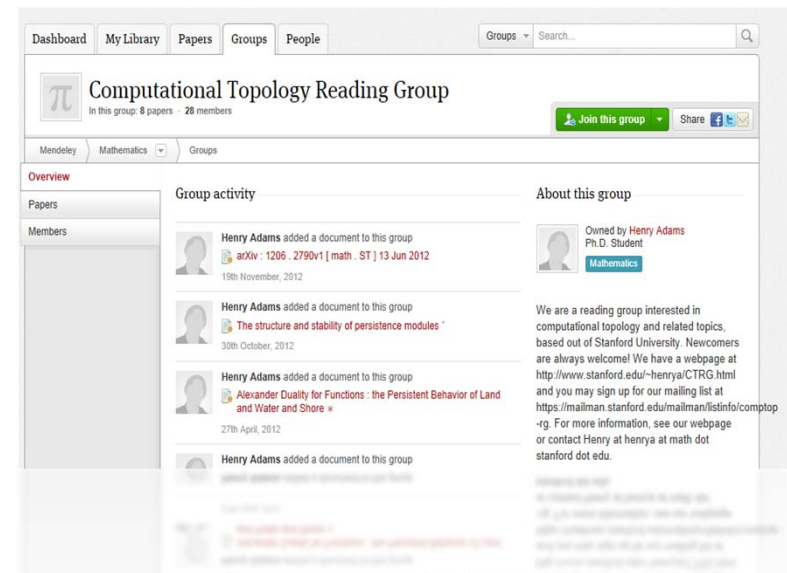 Dashboard My Library Papers Groups People Groups Search...
π
Computational Topology Reading Group
In this group: 8 papers · 28 members
Join this group Share
Mendeley Mathematics Groups
Overview
Papers
Members
Group activity
Henry Adams added a document to this group
arXiv : 1206 . 2790v1 [ math . ST ] 13 Jun 2012
19th November, 2012
Henry Adams added a document to this group
The structure and stability of persistence modules *
30th October, 2012
Henry Adams added a document to this group
Alexander Duality for Functions : the Persistent Behavior of Land
and Water and Shore ∗
27th April, 2012
Henry Adams added a document to this group
About this group
Owned by Henry Adams
Ph.D. Student
Mathematics
We are a reading group interested in
computational topology and related topics,
based out of Stanford University. Newcomers
are always welcome! We have a webpage at
http://www.stanford.edu/~henrya/CTRG.html
and you may sign up for our mailing list at
https://mailman.stanford.edu/mailman/listinfo/comptop
-rg. For more information, see our webpage
or contact Henry at henrya at math dot
stanford dot edu.